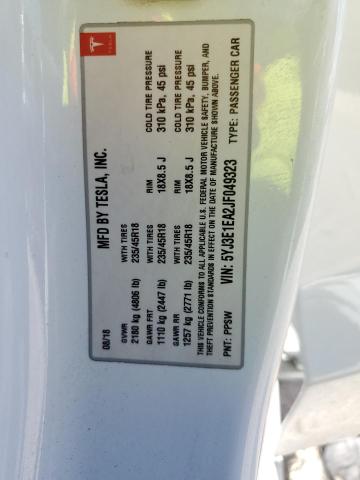 TESLA
MFD BY TESLA, INC.
08/18
GVWR
2180 kg (4806 lb)
WITH TIRES
235/45R18
RIM
18X8.5 J
COLD TIRE PRESSURE
310 kPA, 45 psi
GAWR FRT
1110 kg (2447 lb)
WITH TIRES
235/45R18
RIM
18X8.5 J
COLD TIRE PRESSURE
310 kPA, 45 psi
GAWR RR
1257 kg (2771 lb)
THIS VEHICLE CONFORMS TO ALL APPLICABLE U.S. FEDERAL MOTOR VEHICLE SAFETY, BUMPER, AND
THEFT PREVENTION STANDARDS IN EFFECT ON THE DATE OF MANUFACTURE SHOWN ABOVE.
PNT: PPSW
VIN: 5YJ3E1EA2JF049323
TYPE: PASSENGER CAR